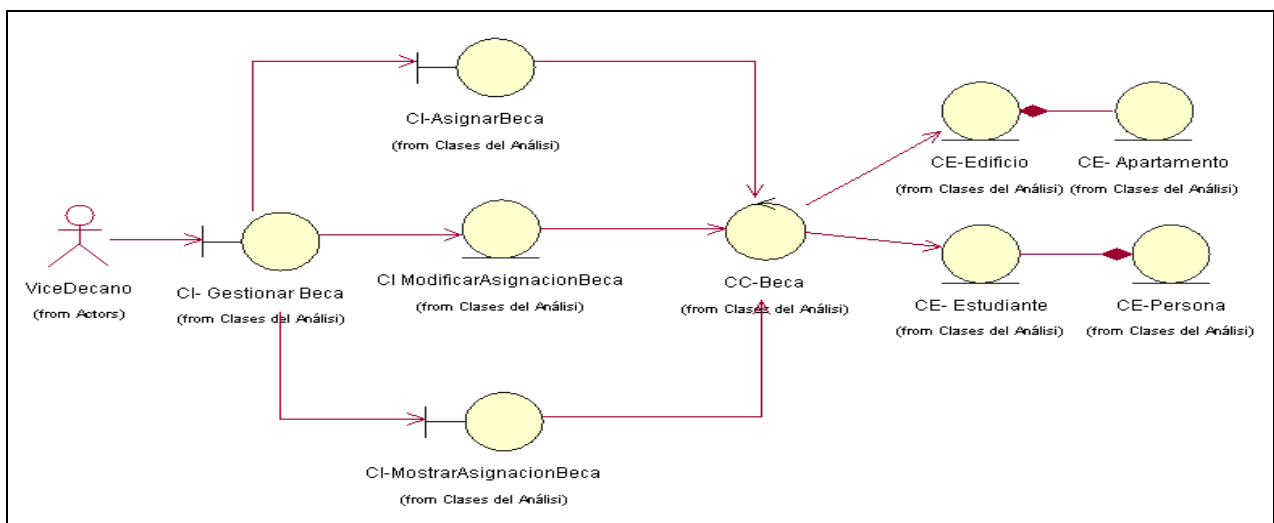 CI-AsignarBeca
(from Clases del Análisi)
CE-Edificio
(from Clases del Análisi)
CE- Apartamento
(from Clases del Análisi)
ViceDecano
(from Actors)
CI- Gestionar Beca
(from Clases del Análisi)
CI ModificarAsignacionBeca
(from Clases del Análisi)
CC-Beca
(from Clases del Análisi)
CE- Estudiante
(from Clases del Análisi)
CE-Persona
(from Clases del Análisi)
CI-MostrarAsignacionBeca
(from Clases del Análisi)